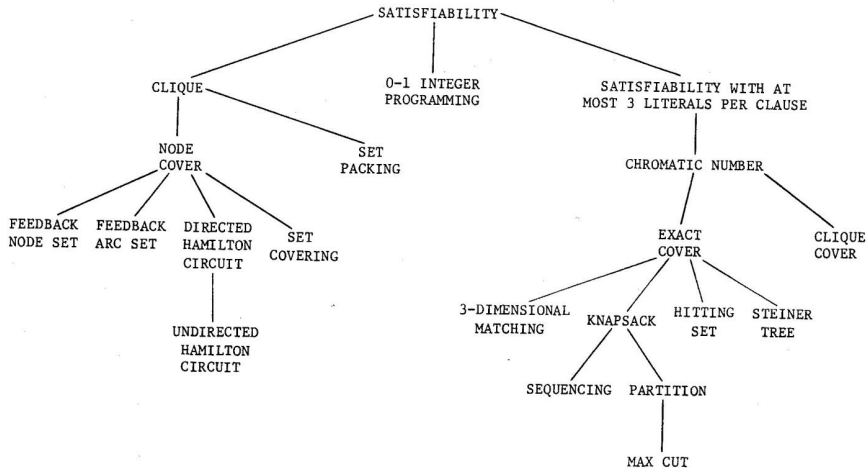 SATISFIABILITY
CLIQUE
0-1 INTEGER
PROGRAMMING
SATISFIABILITY WITH AT
MOST 3 LITERALS PER CLAUSE
NODE
COVER
SET
PACKING
CHROMATIC NUMBER
FEEDBACK
NODE SET
FEEDBACK
ARC SET
DIRECTED
HAMILTON
CIRCUIT
SET
COVERING
EXACT
COVER
CLIQUE
COVER
UNDIRECTED
HAMILTON
CIRCUIT
3-DIMENSIONAL
MATCHING
KNAPSACK
HITTING
SET
STEINER
TREE
SEQUENCING
PARTITION
MAX CUT